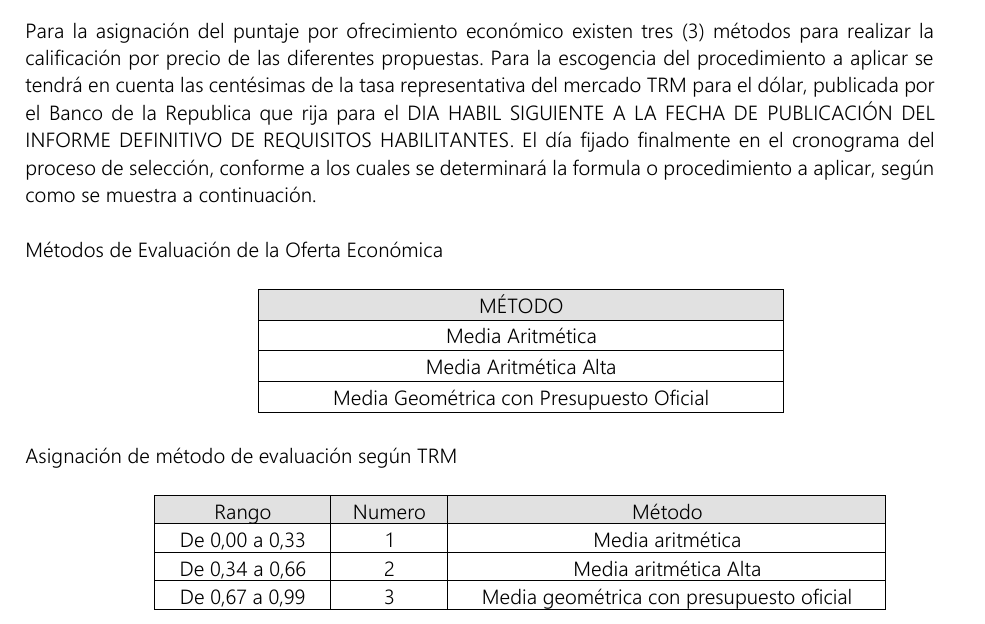 Para la asignación del puntaje por ofrecimiento económico existen tres (3) métodos para realizar la
calificación por precio de las diferentes propuestas. Para la escogencia del procedimiento a aplicar se
tendrá en cuenta las centésimas de la tasa representativa del mercado TRM para el dólar, publicada por
el Banco de la Republica que rija para el DIA HABIL SIGUIENTE A LA FECHA DE PUBLICACIÓN DEL
INFORME DEFINITIVO DE REQUISITOS HABILITANTES. El día fijado finalmente en el cronograma del
proceso de selección, conforme a los cuales se determinará la formula o procedimiento a aplicar, según
como se muestra a continuación.
Métodos de Evaluación de la Oferta Económica
MÉTODO
Media Aritmética
Media Aritmética Alta
Media Geométrica con Presupuesto Oficial
Asignación de método de evaluación según TRM
Rango Numero Método
De 0,00 a 0,33 1 Media aritmética
De 0,34 a 0,66 2 Media aritmética Alta
De 0,67 a 0,99 3 Media geométrica con presupuesto oficial